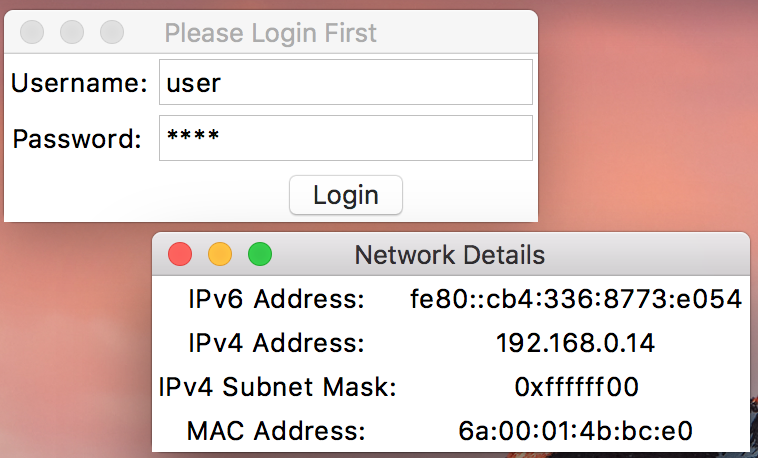 Please Login First
Username: user
Password: ****
Login
Network Details
IPv6 Address: fe80::cb4:336:8773:e054
IPv4 Address: 192.168.0.14
IPv4 Subnet Mask: 0xffffff00
MAC Address: 6a:00:01:4b:bc:e0